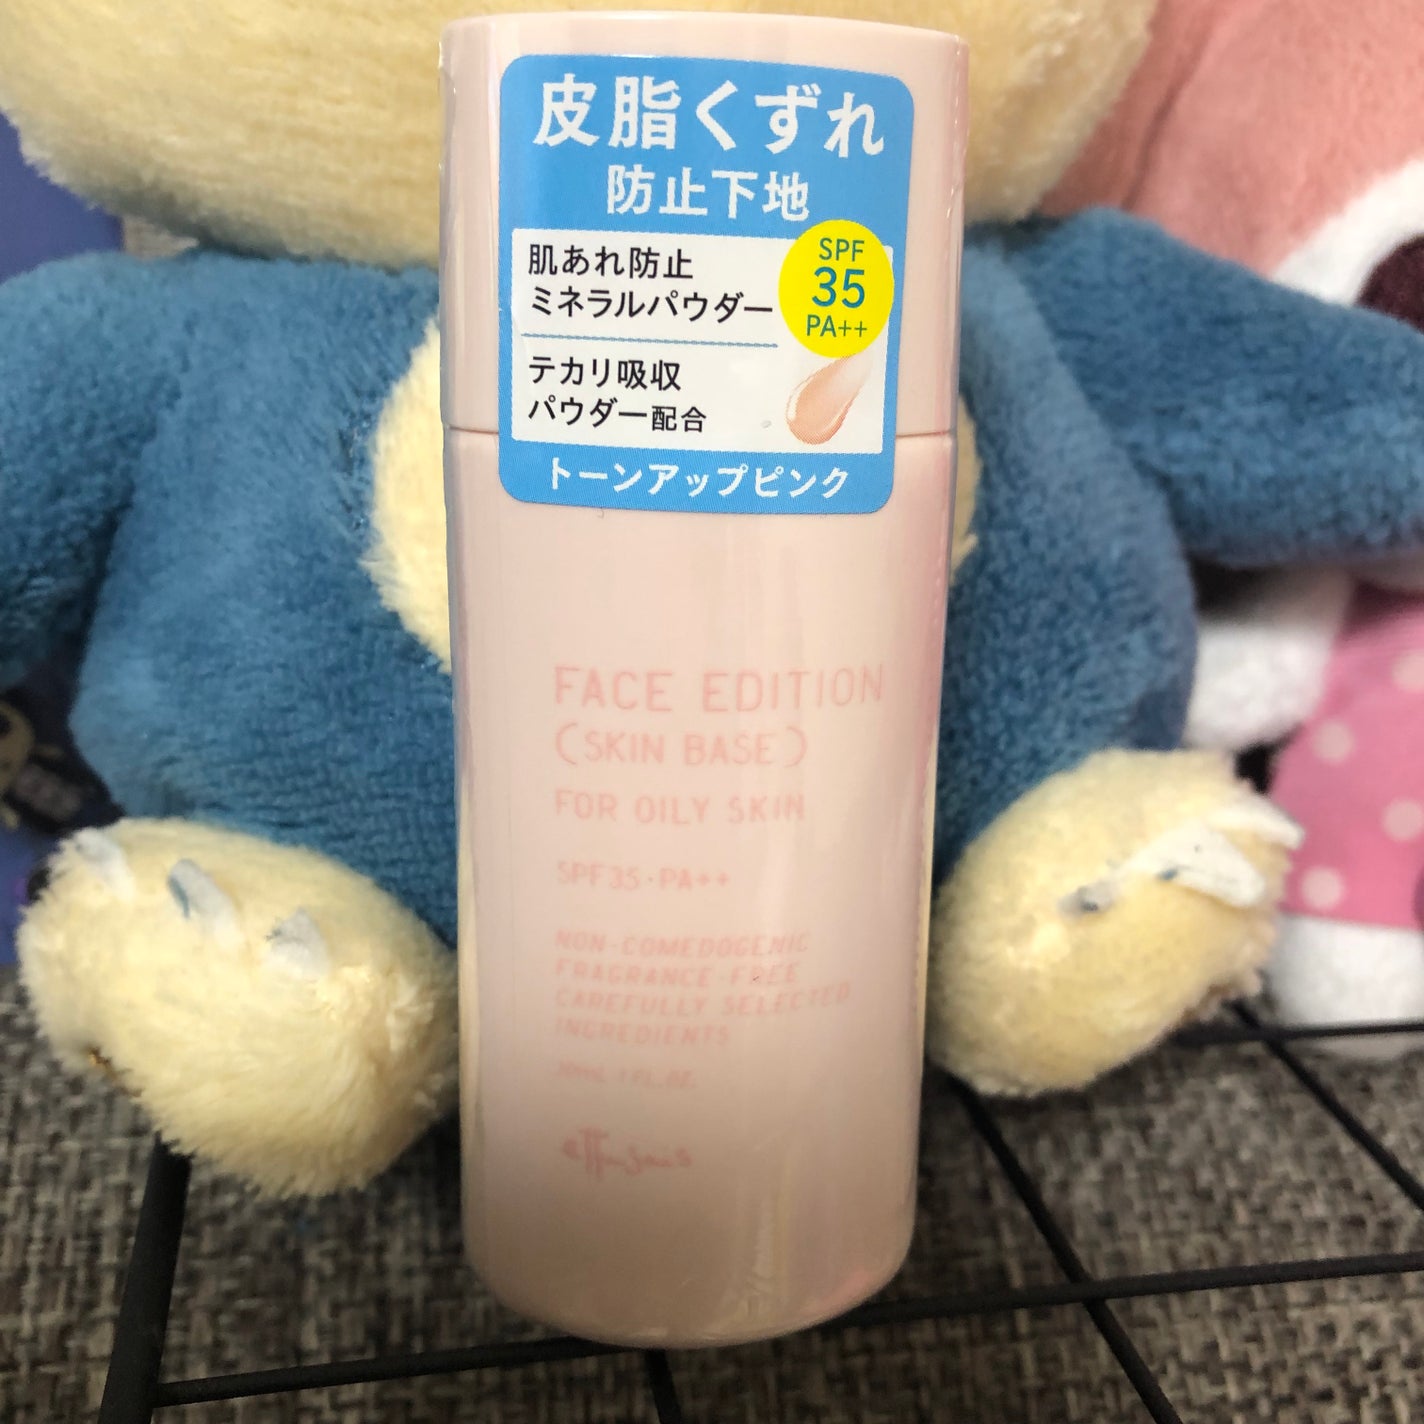 皮脂くずれ
防止下地
肌あれ防止
ミネラルパウダー
SPF
35
PA++
テカリ吸収
パウダー配合
トーンアップピンク
FACE EDITION
(SKIN BASE)
FOR OILY SKIN
SPF35・PA++
NON-COMEDOGENIC
FRAGRANCE-FREE
CAREFULLY SELECTED
INGREDIENTS
ettusais